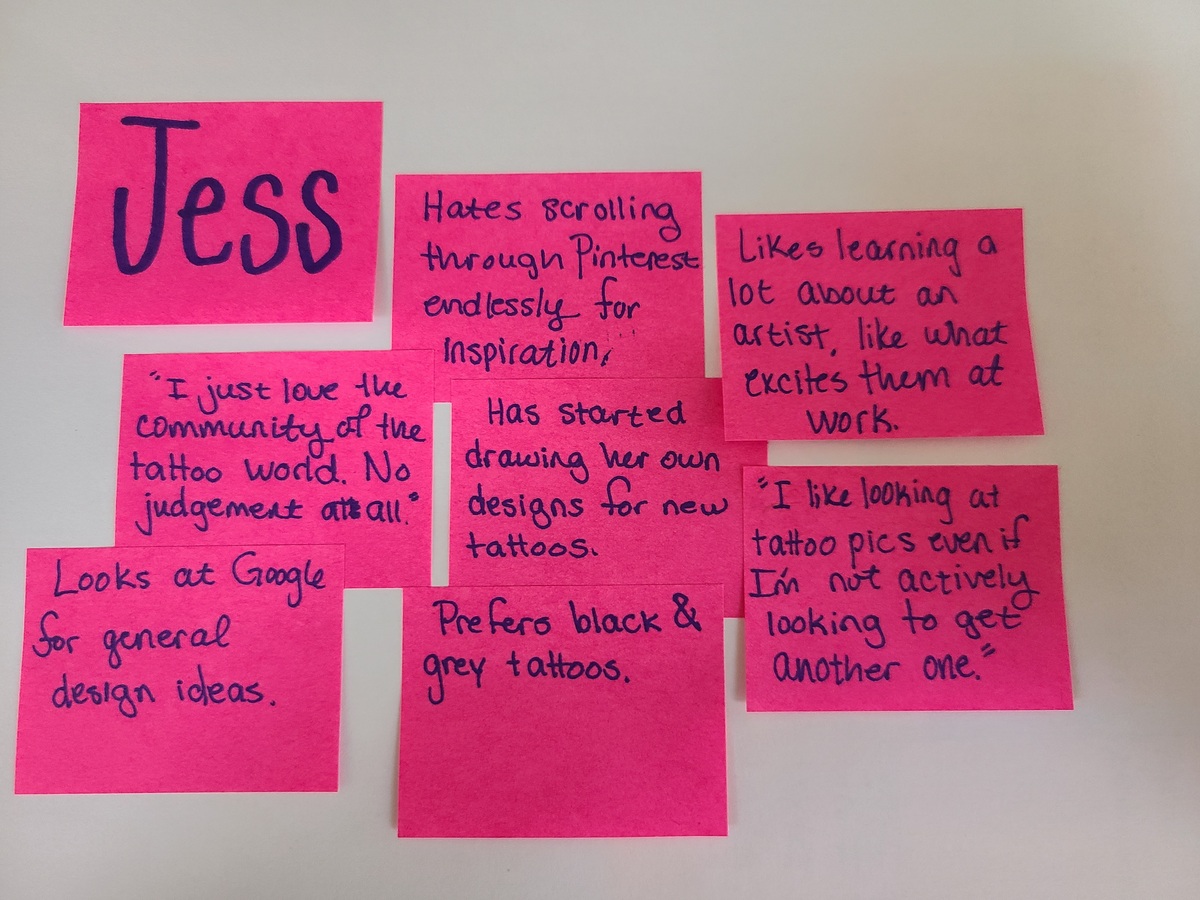 Jess
Hates scrolling
through Pinterest
endlessly for
inspiration.
Likes learning a
lot about an
artist, like what
excites them at
work.
"I just love the
community of the
tattoo world. No
judgement at all."
Has started
drawing her own
designs for new
tattoos.
"I like looking at
tattoo pics even if
I'm not actively
looking to get
another one."
Looks at Google
for general
design ideas.
Prefers black &
grey tattoos.